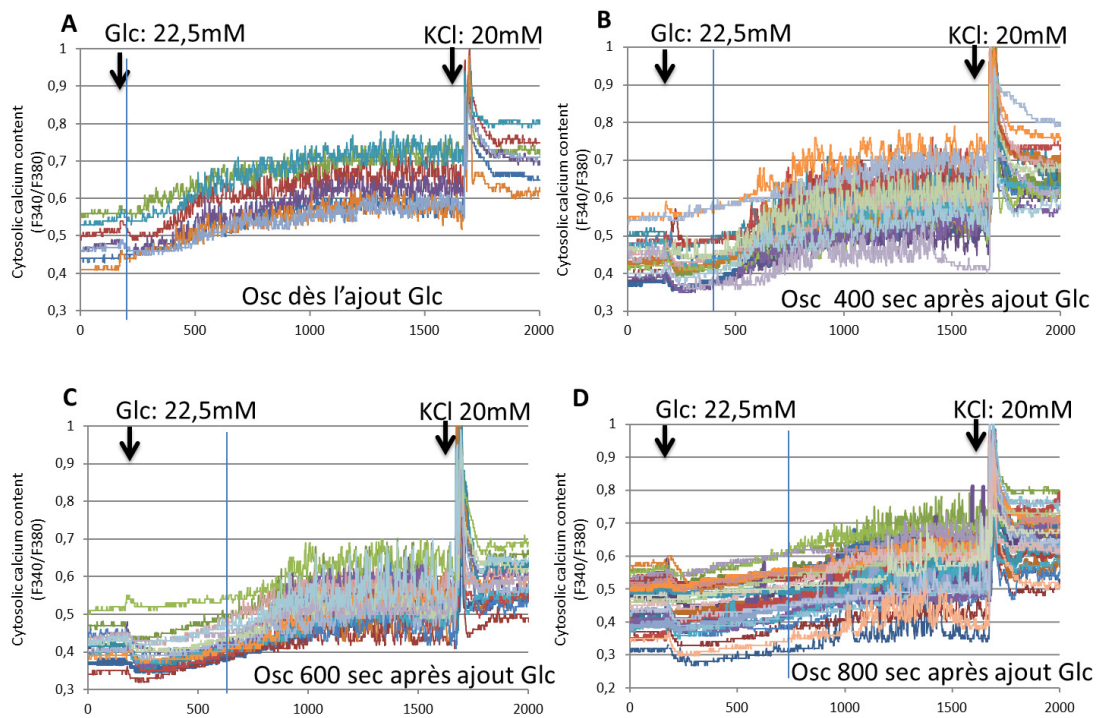 A
Glc: 22,5mM
KCl: 20mM
Cytosolic calcium content
(F340/F380)
1
0,9
0,8
0,7
0,6
0,5
0,4
0,3
Osc dès l'ajout Glc
0 500 1000 1500 2000
B
Glc: 22,5mM
KCl: 20mM
Cytosolic calcium content
(F340/F380)
1
0,9
0,8
0,7
0,6
0,5
0,4
0,3
Osc 400 sec après ajout Glc
0 500 1000 1500 2000
C
Glc: 22,5mM
KCl 20mM
Cytosolic calcium content
(F340/F380)
1
0,9
0,8
0,7
0,6
0,5
0,4
0,3
Osc 600 sec après ajout Glc
0 500 1000 1500 2000
D
Glc: 22,5mM
KCl: 20mM
Cytosolic calcium content
(F340/F380)
1
0,9
0,8
0,7
0,6
0,5
0,4
0,3
0,2
Osc 800 sec après ajout Glc
0 500 1000 1500 2000